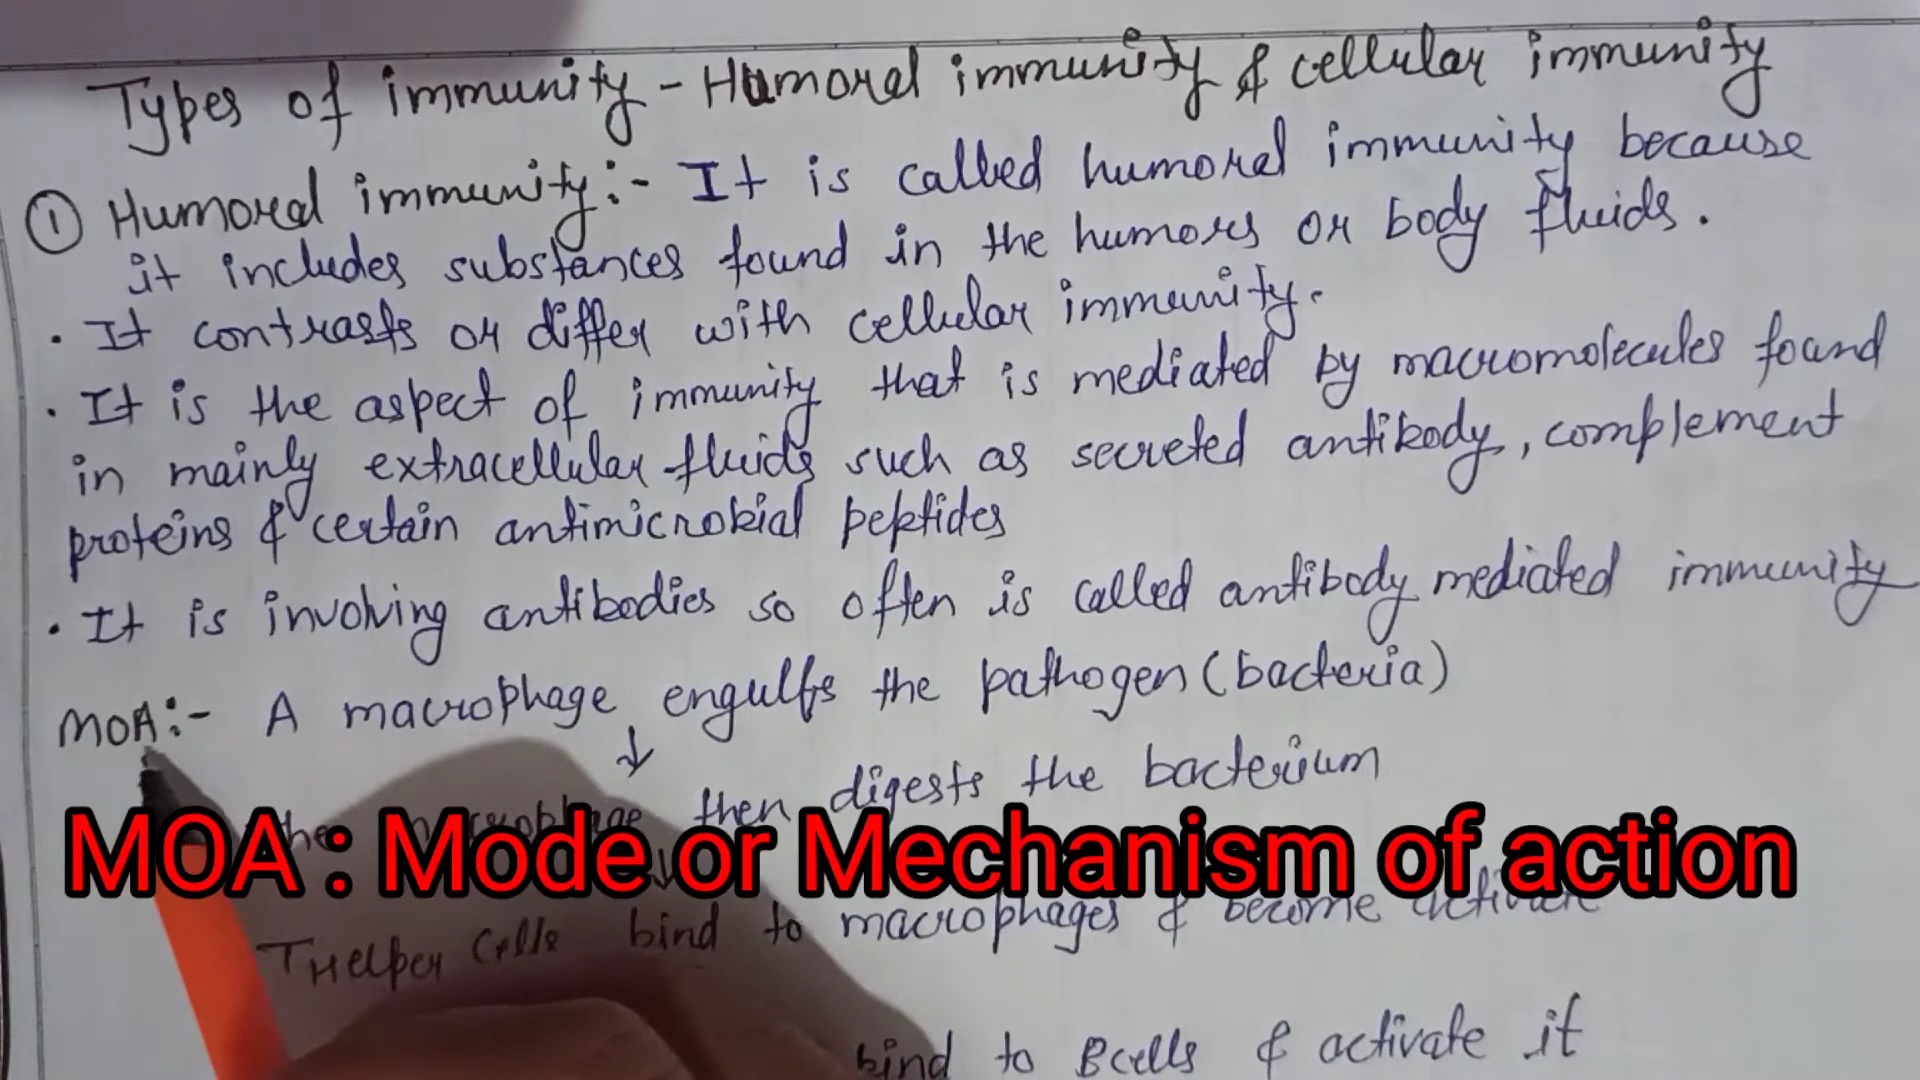 Types of immunity - Humoral immunity & cellular immunity
① Humoral immunity:- It is called humoral immunity because
it includes substances found in the humors or body fluids.
· It contrasts or differ with cellular immunity.
· It is the aspect of immunity that is mediated by macromolecules found
in mainly extracellular fluids such as secreted antibody, complement
proteins & certain antimicrobial peptides
· It is involving antibodies so often is called antibody mediated immunity
MOA:- A macrophage engulfs the pathogen (bacteria)
↓
the macrophage then digests the bacterium
↓
MOA : Mode or Mechanism of action
T Helper Cells bind to macrophages & become activate
bind to B cells & activate it